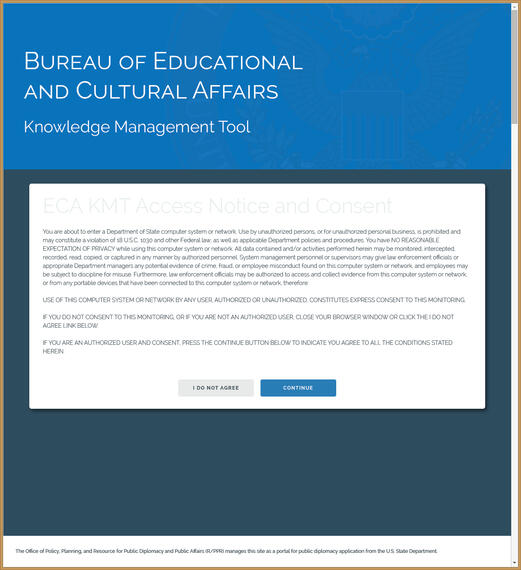 Bureau of Educational
and Cultural Affairs
Knowledge Management Tool
ECA KMT Access Notice and Consent
You are about to enter a Department of State computer system or network. Use by unauthorized persons, or for unauthorized personal business, is prohibited and
may constitute a violation of 18 U.S.C. 1030 and other Federal law, as well as applicable Department policies and procedures. You have NO REASONABLE
EXPECTATION OF PRIVACY while using this computer system or network. All data contained and/or activities performed herein may be monitored, intercepted,
recorded, read, copied, or captured in any manner by authorized personnel. System management personnel or supervisors may give law enforcement officials or
appropriate Department managers any potential evidence of crime, fraud, or employee misconduct found on this computer system or network, and employees may
be subject to discipline for misuse. Furthermore, law enforcement officials may be authorized to access and collect evidence from this computer system or network,
or from any portable devices that have been connected to this computer system or network, therefore:
USE OF THIS COMPUTER SYSTEM OR NETWORK BY ANY USER, AUTHORIZED OR UNAUTHORIZED, CONSTITUTES EXPRESS CONSENT TO THIS MONITORING.
IF YOU DO NOT CONSENT TO THIS MONITORING, OR IF YOU ARE NOT AN AUTHORIZED USER, CLOSE YOUR BROWSER WINDOW OR CLICK THE I DO NOT
AGREE LINK BELOW
IF YOU ARE AN AUTHORIZED USER AND CONSENT, PRESS THE CONTINUE BUTTON BELOW TO INDICATE YOU AGREE TO ALL THE CONDITIONS STATED
HEREIN
I DO NOT AGREE
CONTINUE
The Office of Policy, Planning, and Resource for Public Diplomacy and Public Affairs (R/PPR) manages this site as a portal for public diplomacy application from the U.S. State Department.